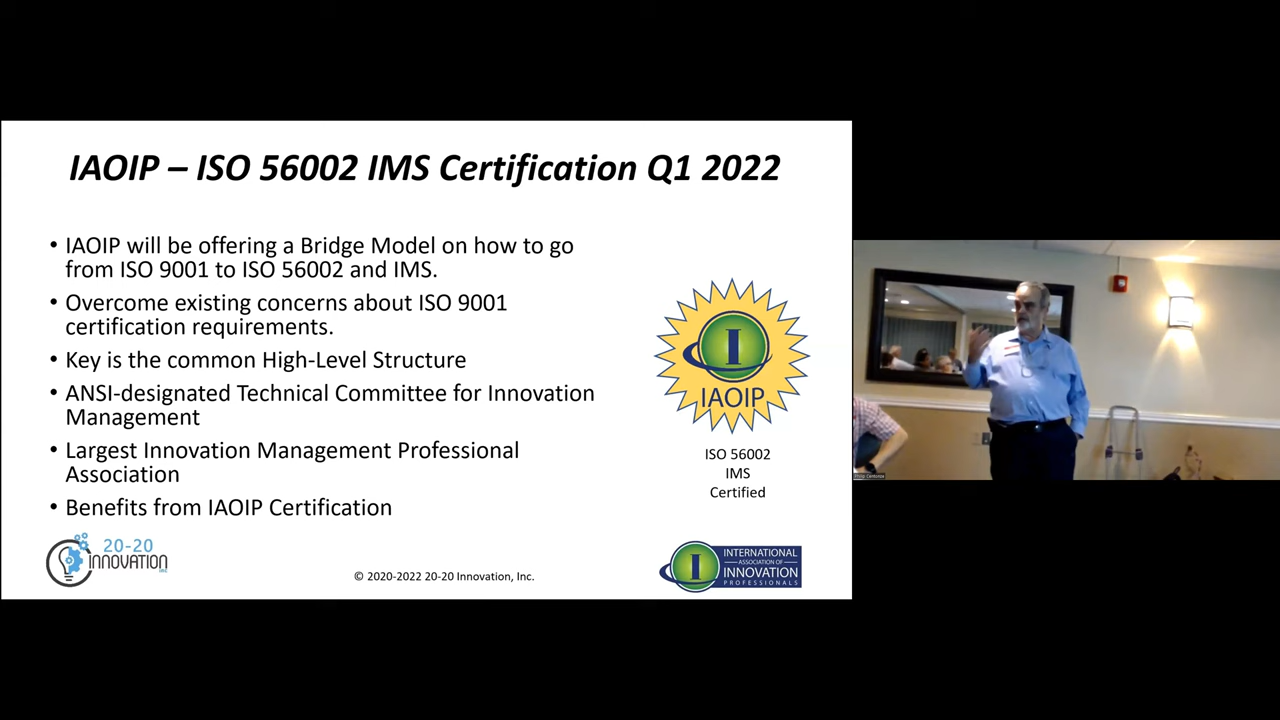 IAOIP – ISO 56002 IMS Certification Q1 2022
• IAOIP will be offering a Bridge Model on how to go
from ISO 9001 to ISO 56002 and IMS.
• Overcome existing concerns about ISO 9001
certification requirements.
• Key is the common High-Level Structure
• ANSI-designated Technical Committee for Innovation
Management
• Largest Innovation Management Professional
Association
• Benefits from IAOIP Certification
I
IAOIP
ISO 56002
IMS
Certified
20-20
INNOVATION
INC
© 2020-2022 20-20 Innovation, Inc.
I
INTERNATIONAL
ASSOCIATION OF
INNOVATION
PROFESSIONALS